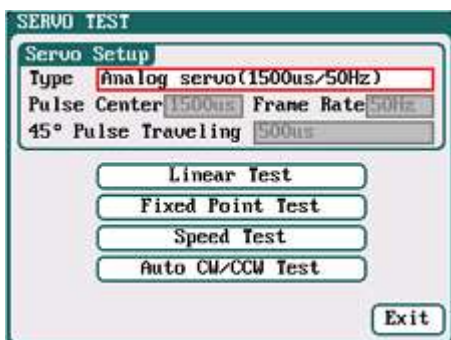 SERVO TEST
Servo Setup
Type Analog servo(1500us/50Hz)
Pulse Center 1500us Frame Rate 50Hz
45° Pulse Traveling 500us
Linear Test
Fixed Point Test
Speed Test
Auto CW/CCW Test
Exit